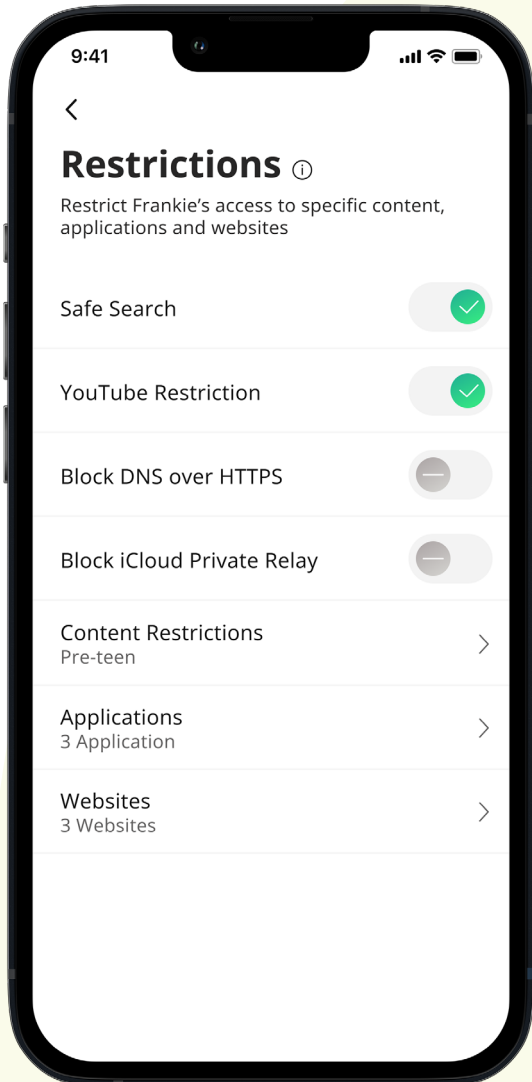 9:41
Restrictions
Restrict Frankie's access to specific content,
applications and websites
Safe Search
YouTube Restriction
Block DNS over HTTPS
Block iCloud Private Relay
Content Restrictions
Pre-teen
Applications
3 Application
Websites
3 Websites